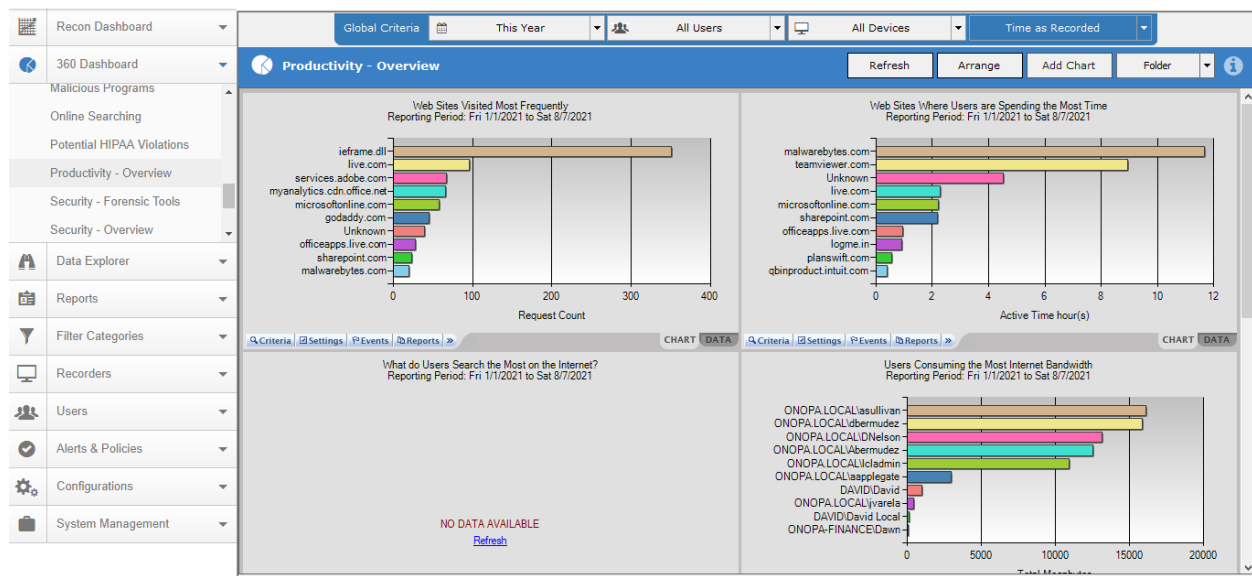 Recon Dashboard
360 Dashboard
Malicious Programs
Online Searching
Potential HIPAA Violations
Productivity - Overview
Security - Forensic Tools
Security - Overview
Data Explorer
Reports
Filter Categories
Recorders
Users
Alerts & Policies
Configurations
System Management
Global Criteria
This Year
All Users
All Devices
Time as Recorded
Productivity - Overview
Refresh
Arrange
Add Chart
Folder
Web Sites Visited Most Frequently
Reporting Period: Fri 1/1/2021 to Sat 8/7/2021
ieframe.dll
live.com
services.adobe.com
myanalytics.cdn.office.net
microsoftonline.com
godaddy.com
Unknown
officeapps.live.com
sharepoint.com
malwarebytes.com
0 100 200 300 400
Request Count
Criteria Settings Events Reports »
CHART DATA
Web Sites Where Users are Spending the Most Time
Reporting Period: Fri 1/1/2021 to Sat 8/7/2021
malwarebytes.com
teamviewer.com
Unknown
live.com
microsoftonline.com
sharepoint.com
officeapps.live.com
logme.in
planswift.com
qbinproduct.intuit.com
0 2 4 6 8 10 12
Active Time hour(s)
Criteria Settings Events Reports »
CHART DATA
What do Users Search the Most on the Internet?
Reporting Period: Fri 1/1/2021 to Sat 8/7/2021
NO DATA AVAILABLE
Refresh
Users Consuming the Most Internet Bandwidth
Reporting Period: Fri 1/1/2021 to Sat 8/7/2021
ONOPA.LOCAL\asullivan
ONOPA.LOCAL\dbermudez
ONOPA.LOCAL\DNelson
ONOPA.LOCAL\Abermudez
ONOPA.LOCAL\lcladmin
ONOPA.LOCAL\aapplegate
DAVID\David
ONOPA.LOCAL\jvarela
DAVID\David Local
ONOPA-FINANCE\Dawn
0 5000 10000 15000 20000